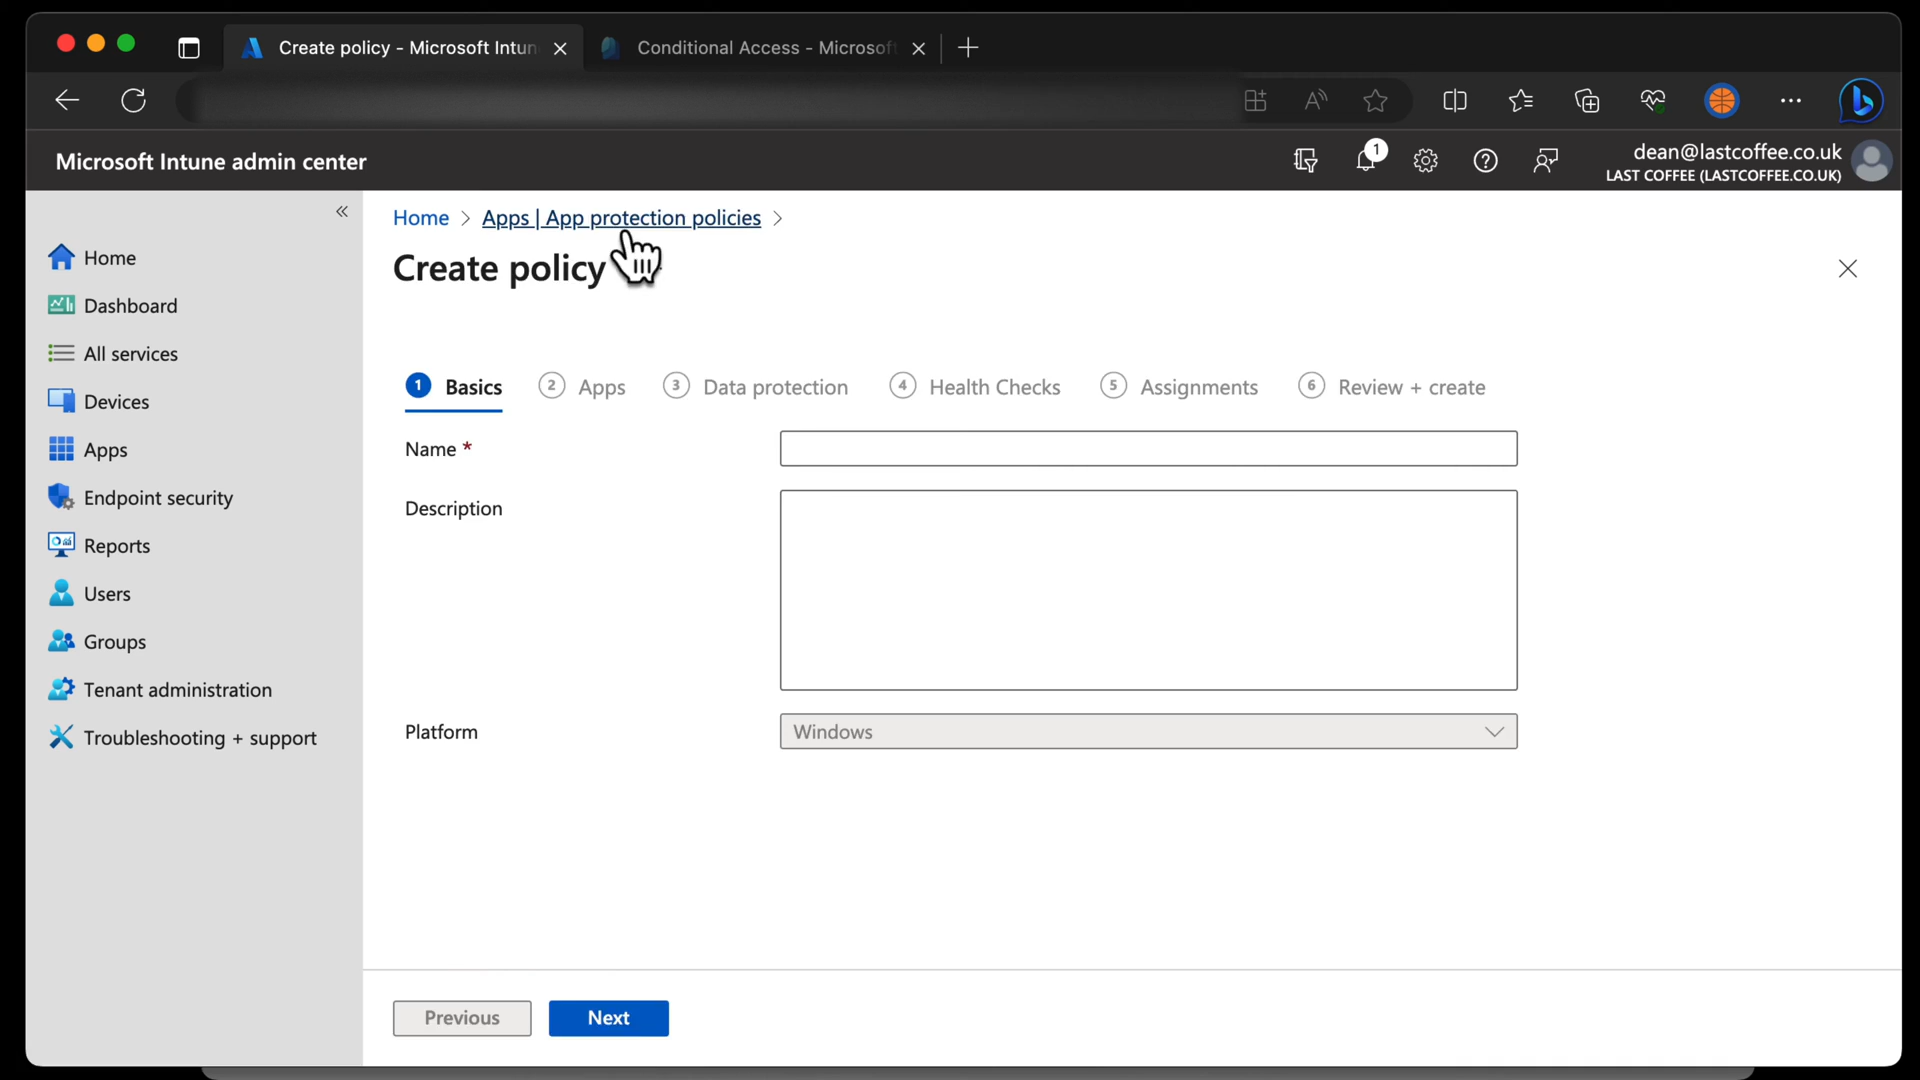 Create policy - Microsoft Intun
Conditional Access - Microsof
Microsoft Intune admin center
1
dean@lastcoffee.co.uk
LAST COFFEE (LASTCOFFEE.CO.UK)
Home > Apps | App protection policies >
Create policy
Home
Dashboard
All services
Devices
Apps
Endpoint security
Reports
Users
Groups
Tenant administration
Troubleshooting + support
1 Basics 2 Apps 3 Data protection 4 Health Checks 5 Assignments 6 Review + create
Name *
Description
Platform
Windows
Previous
Next